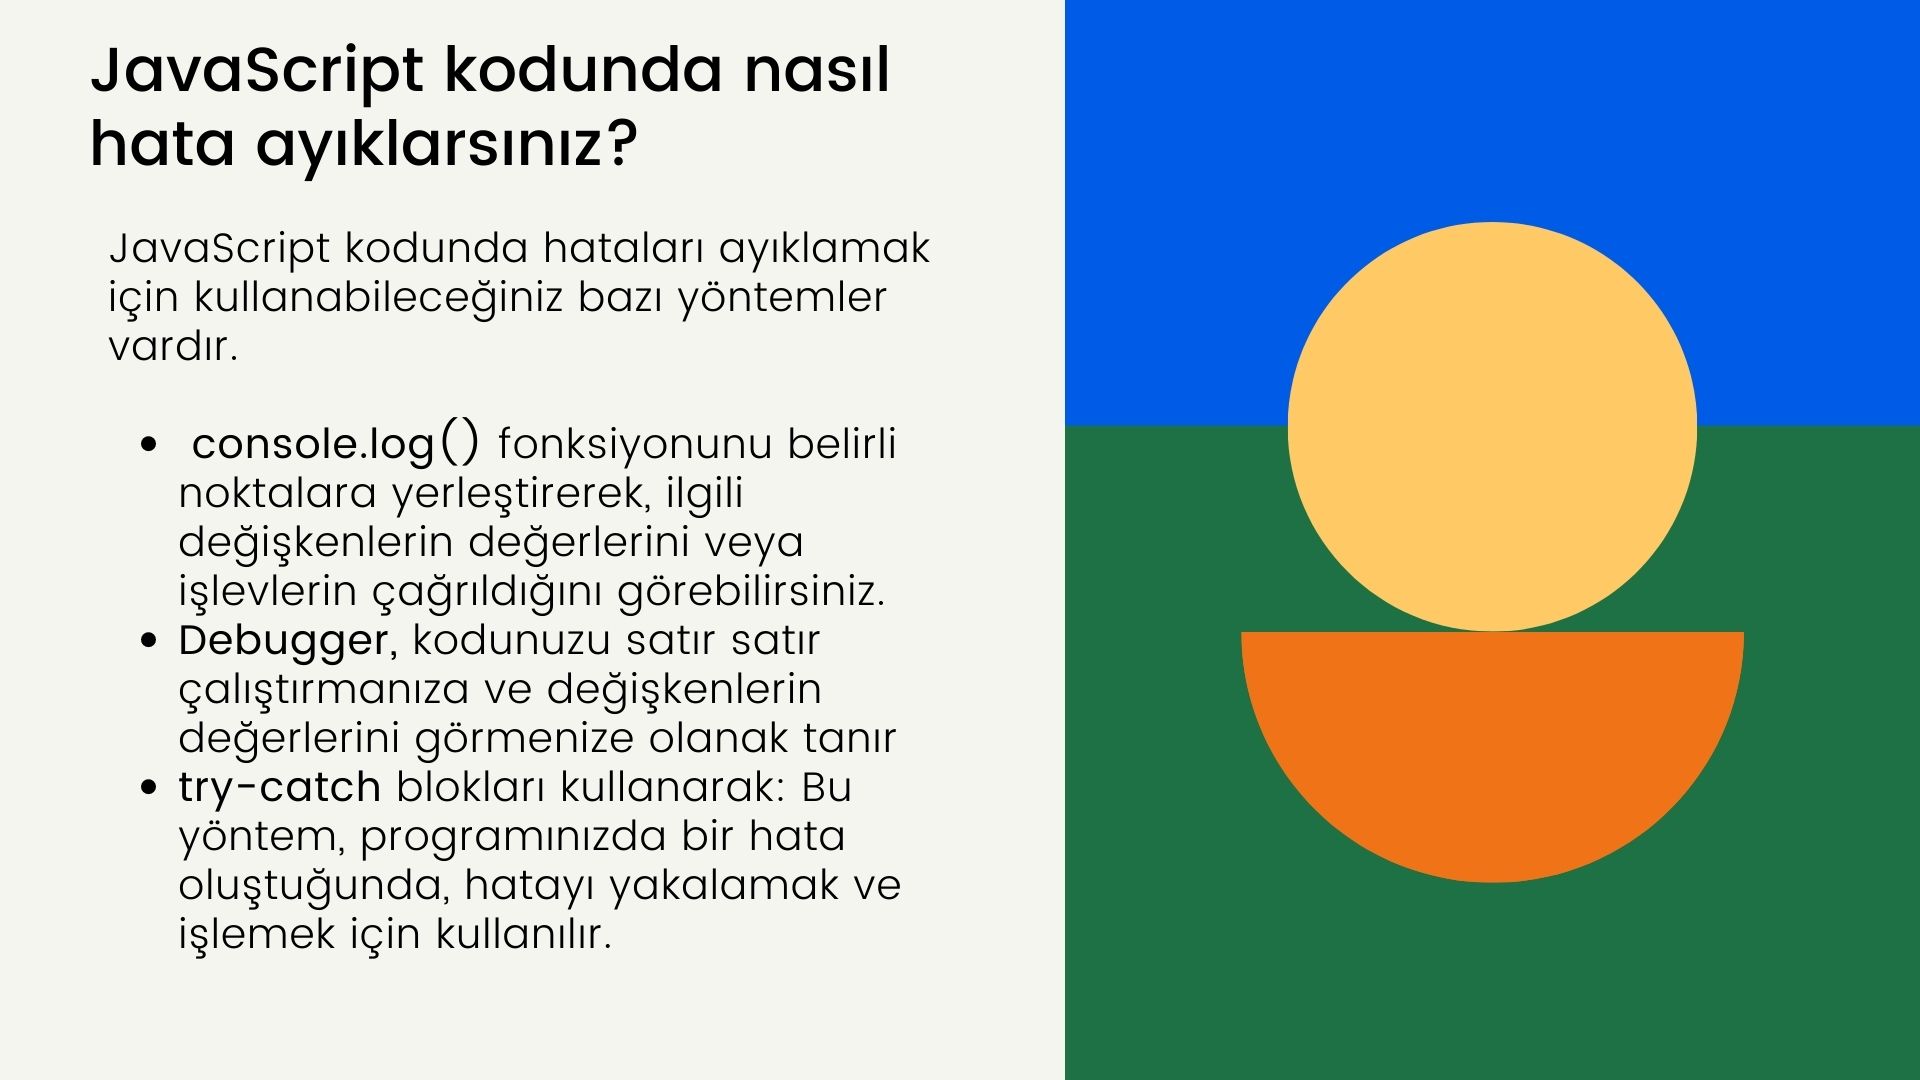 JavaScript kodunda nasıl
hata ayıklarsınız?
JavaScript kodunda hataları ayıklamak
için kullanabileceğiniz bazı yöntemler
vardır.
• console.log() fonksiyonunu belirli
noktalara yerleştirerek, ilgili
değişkenlerin değerlerini veya
işlevlerin çağrıldığını görebilirsiniz.
• Debugger, kodunuzu satır satır
çalıştırmanıza ve değişkenlerin
değerlerini görmenize olanak tanır
• try-catch blokları kullanarak: Bu
yöntem, programınızda bir hata
oluştuğunda, hatayı yakalamak ve
işlemek için kullanılır.